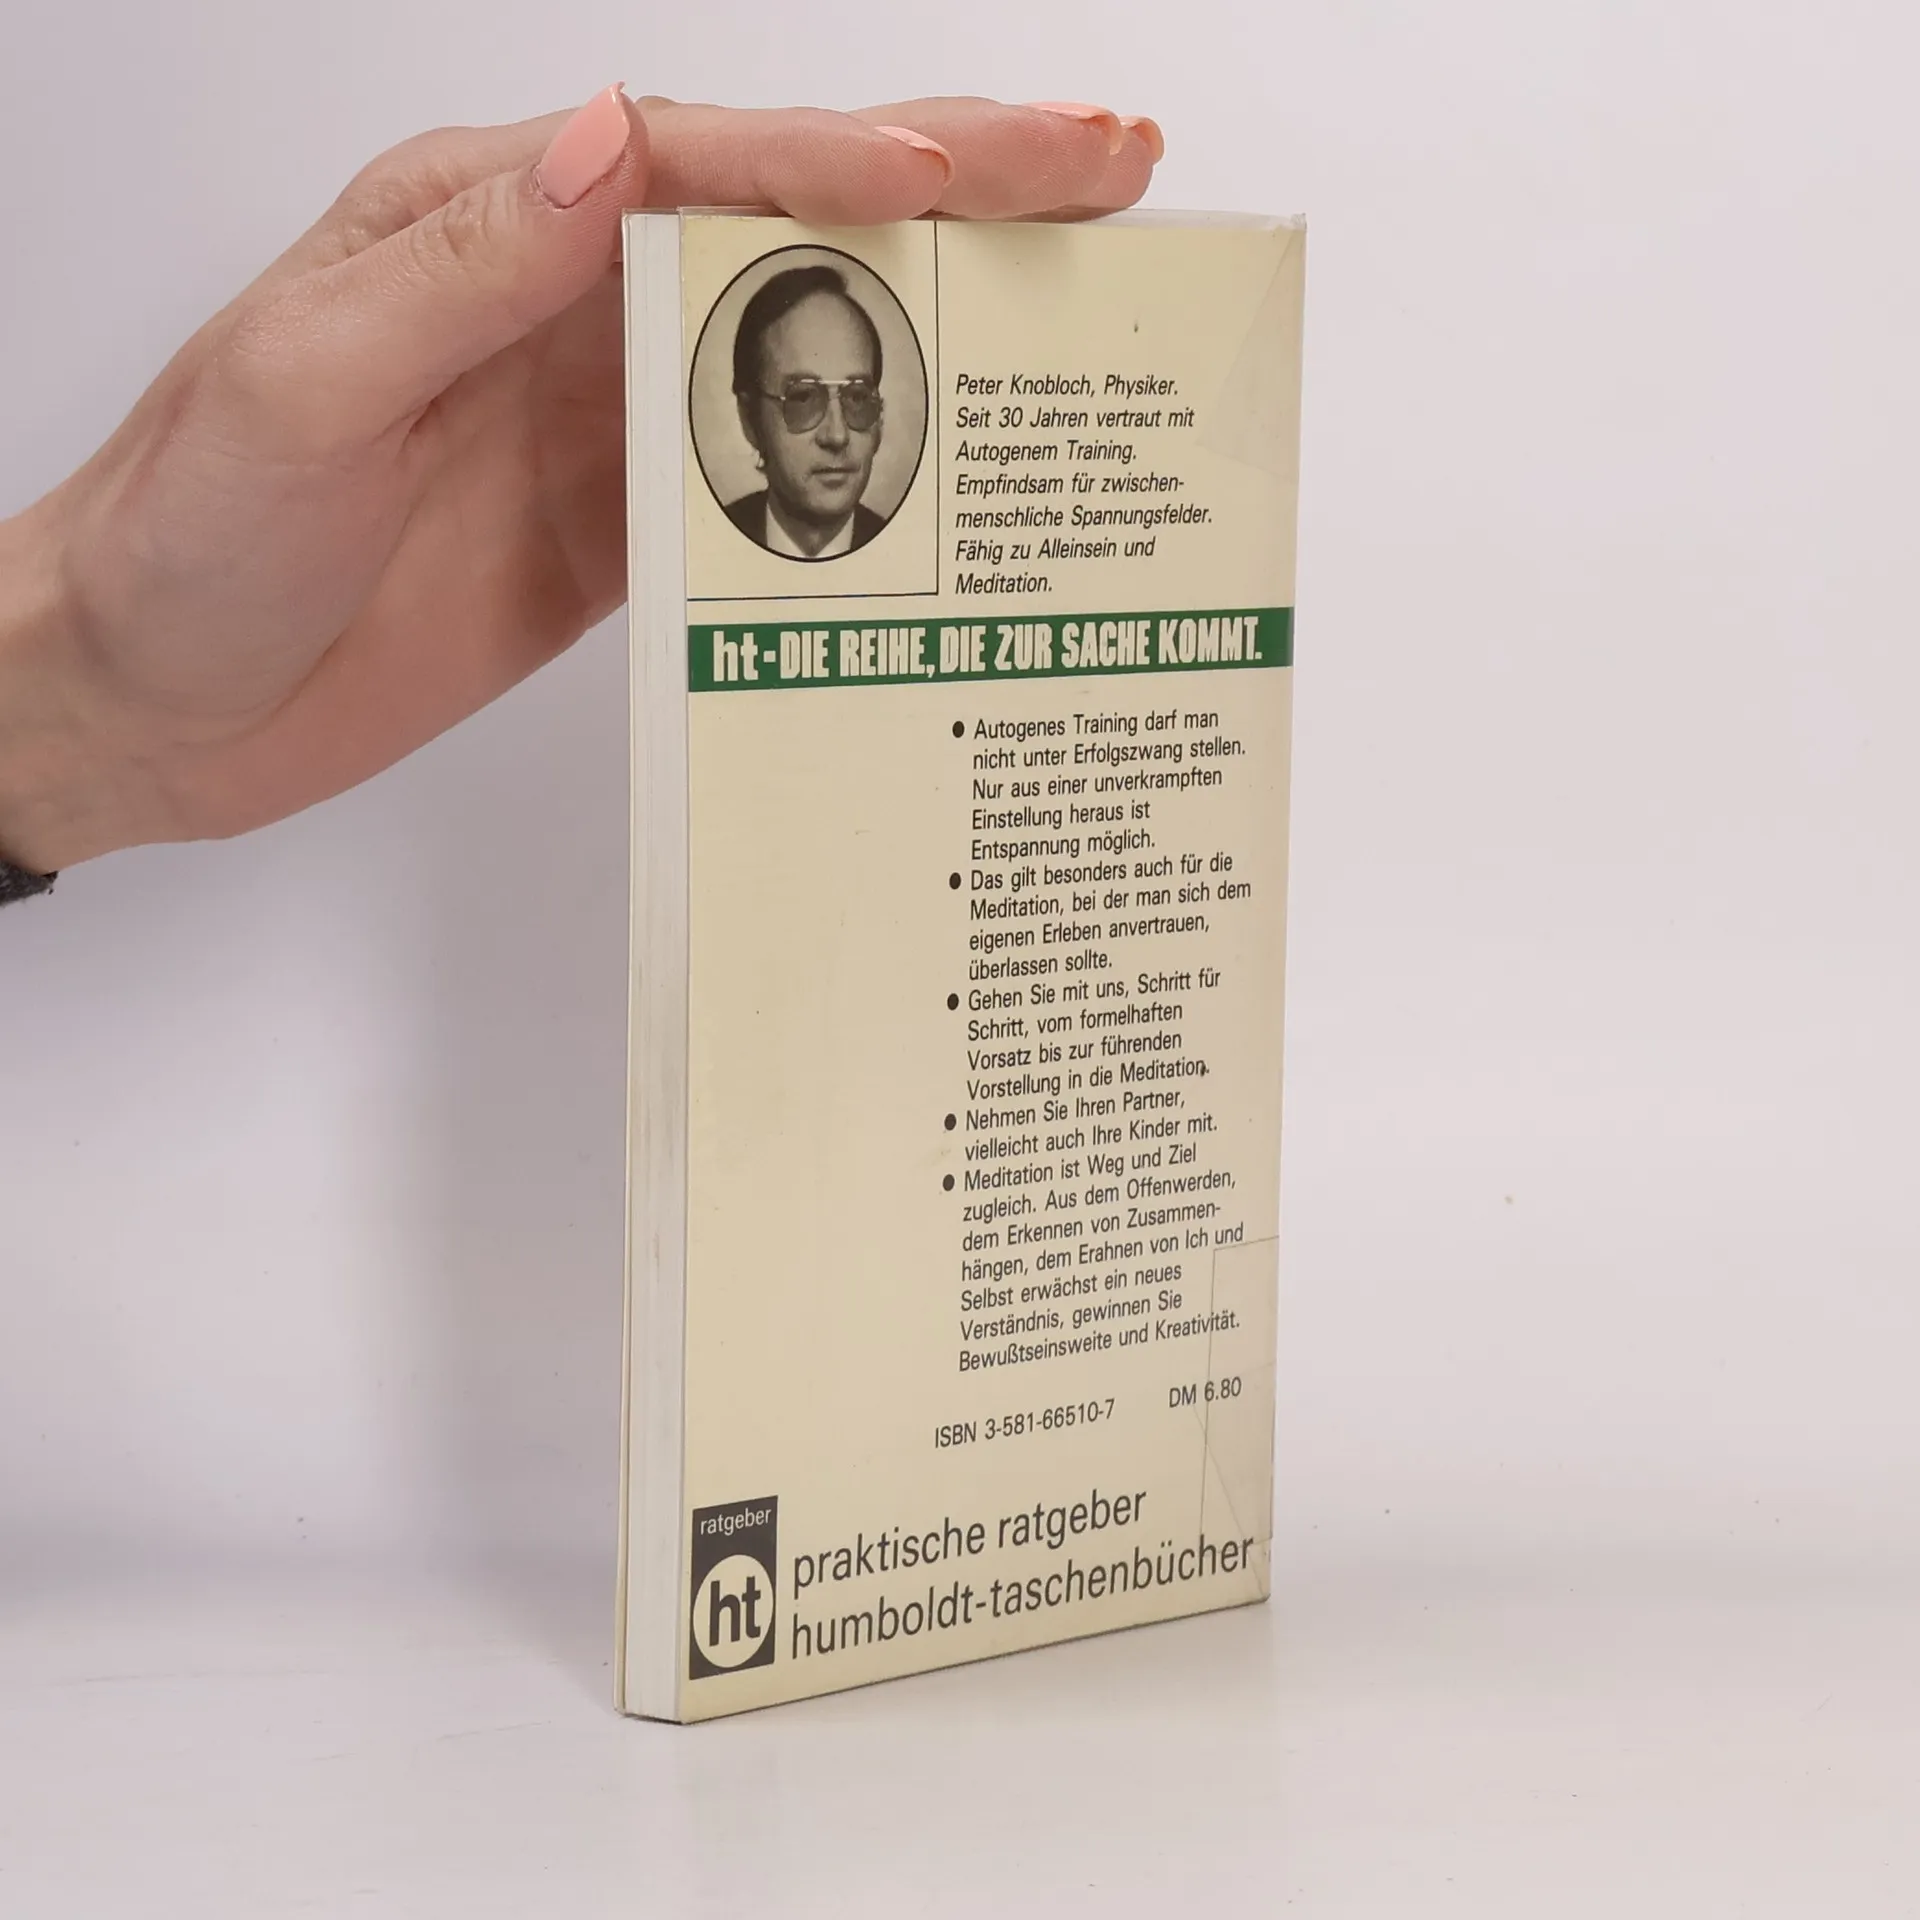 Peter Knobloch, Physiker.
Seit 30 Jahren vertraut mit
Autogenem Training.
Empfindsam für zwischen-
menschliche Spannungsfelder.
Fähig zu Alleinsein und
Meditation.
ht-DIE REIHE, DIE ZUR SACHE KOMMT.
● Autogenes Training darf man
nicht unter Erfolgszwang stellen.
Nur aus einer unverkrampften
Einstellung heraus ist
Entspannung möglich.
● Das gilt besonders auch für die
Meditation, bei der man sich dem
eigenen Erleben anvertrauen,
überlassen sollte.
● Gehen Sie mit uns, Schritt für
Schritt, vom formelhaften
Vorsatz bis zur führenden
Vorstellung in die Meditation.
● Nehmen Sie Ihren Partner,
vielleicht auch Ihre Kinder mit.
● Meditation ist Weg und Ziel
zugleich. Aus dem Offenwerden,
dem Erkennen von Zusammen-
hängen, dem Erahnen von Ich und
Selbst erwächst ein neues
Verständnis, gewinnen Sie
Bewußtseinsweite und Kreativität.
ISBN 3-581-66510-7 DM 6.80
ratgeber
ht
praktische ratgeber
humboldt-taschenbücher